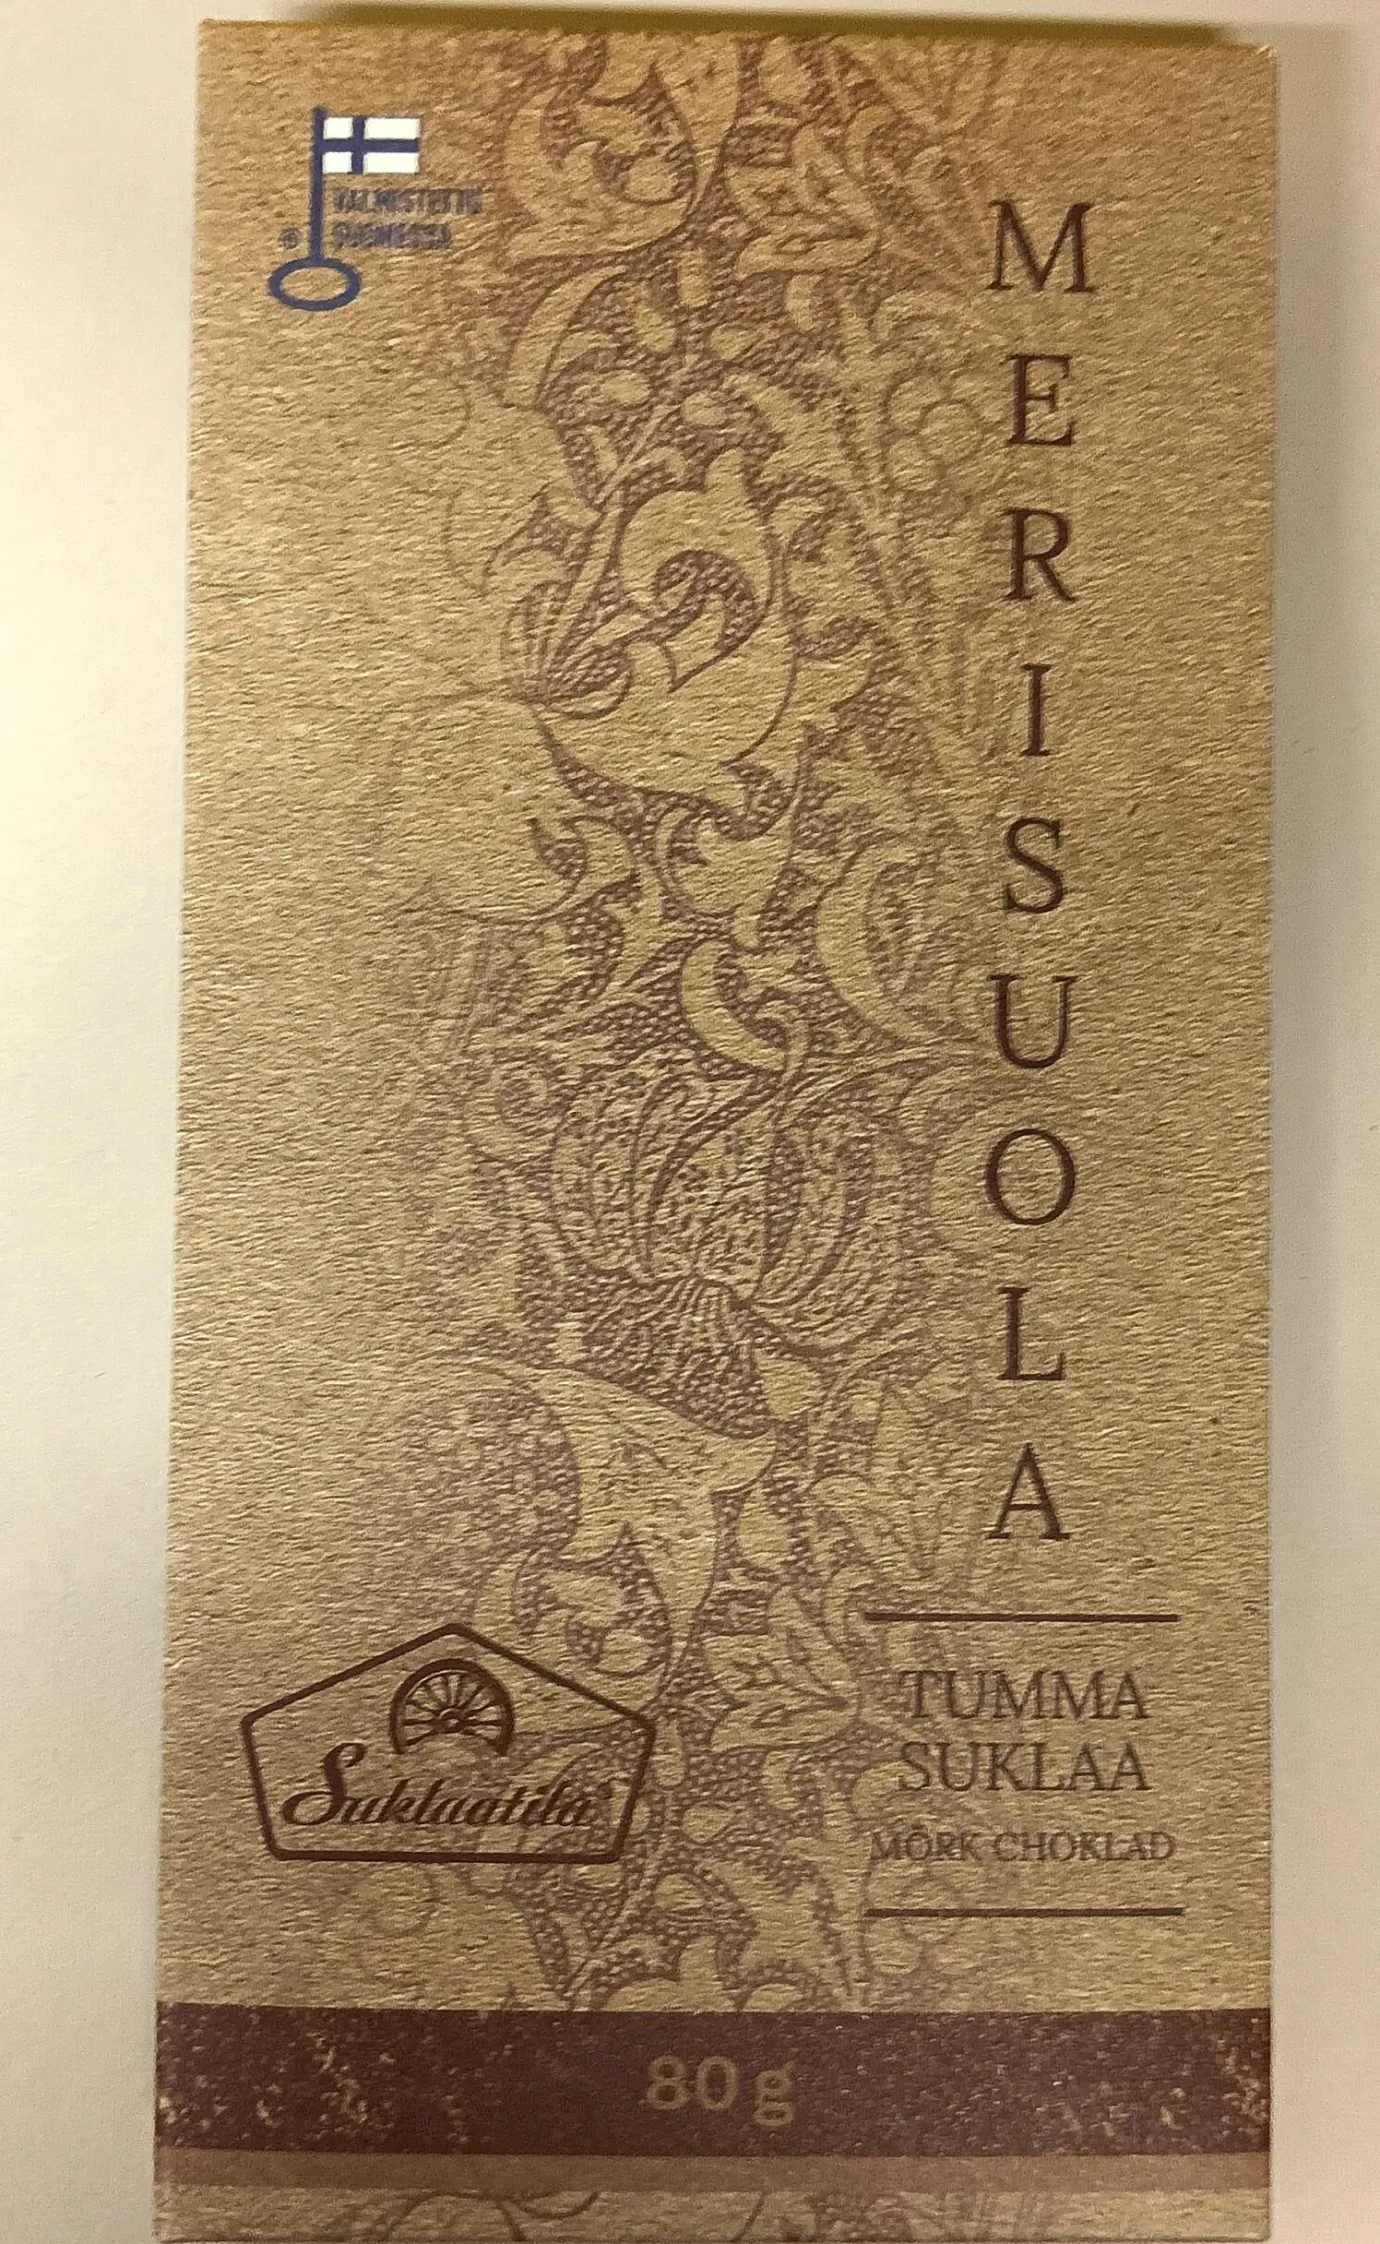 VALMISTETTU
SUOMESSA
MERISUOLA
Suklaatila
TUMMA
SUKLAA
MÖRK CHOKLAD
80 g